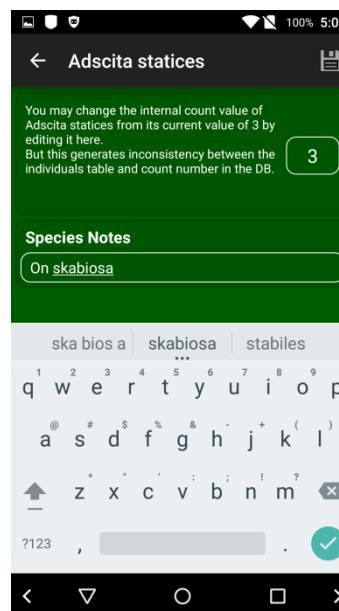 100% 5:0
Adscita statices
You may change the internal count value of
Adscita statices from its current value of 3 by
editing it here.
But this generates inconsistency between the
individuals table and count number in the DB.
3
Species Notes
On skabiosa
ska bios a skabiosa stabiles
1 2 3 4 5 6 7 8 9
q w e r t y u i o p
@ # $ % & - + ( )
a s d f g h j k l
* " ' : ; ! ?
z x c v b n m
?123 , .